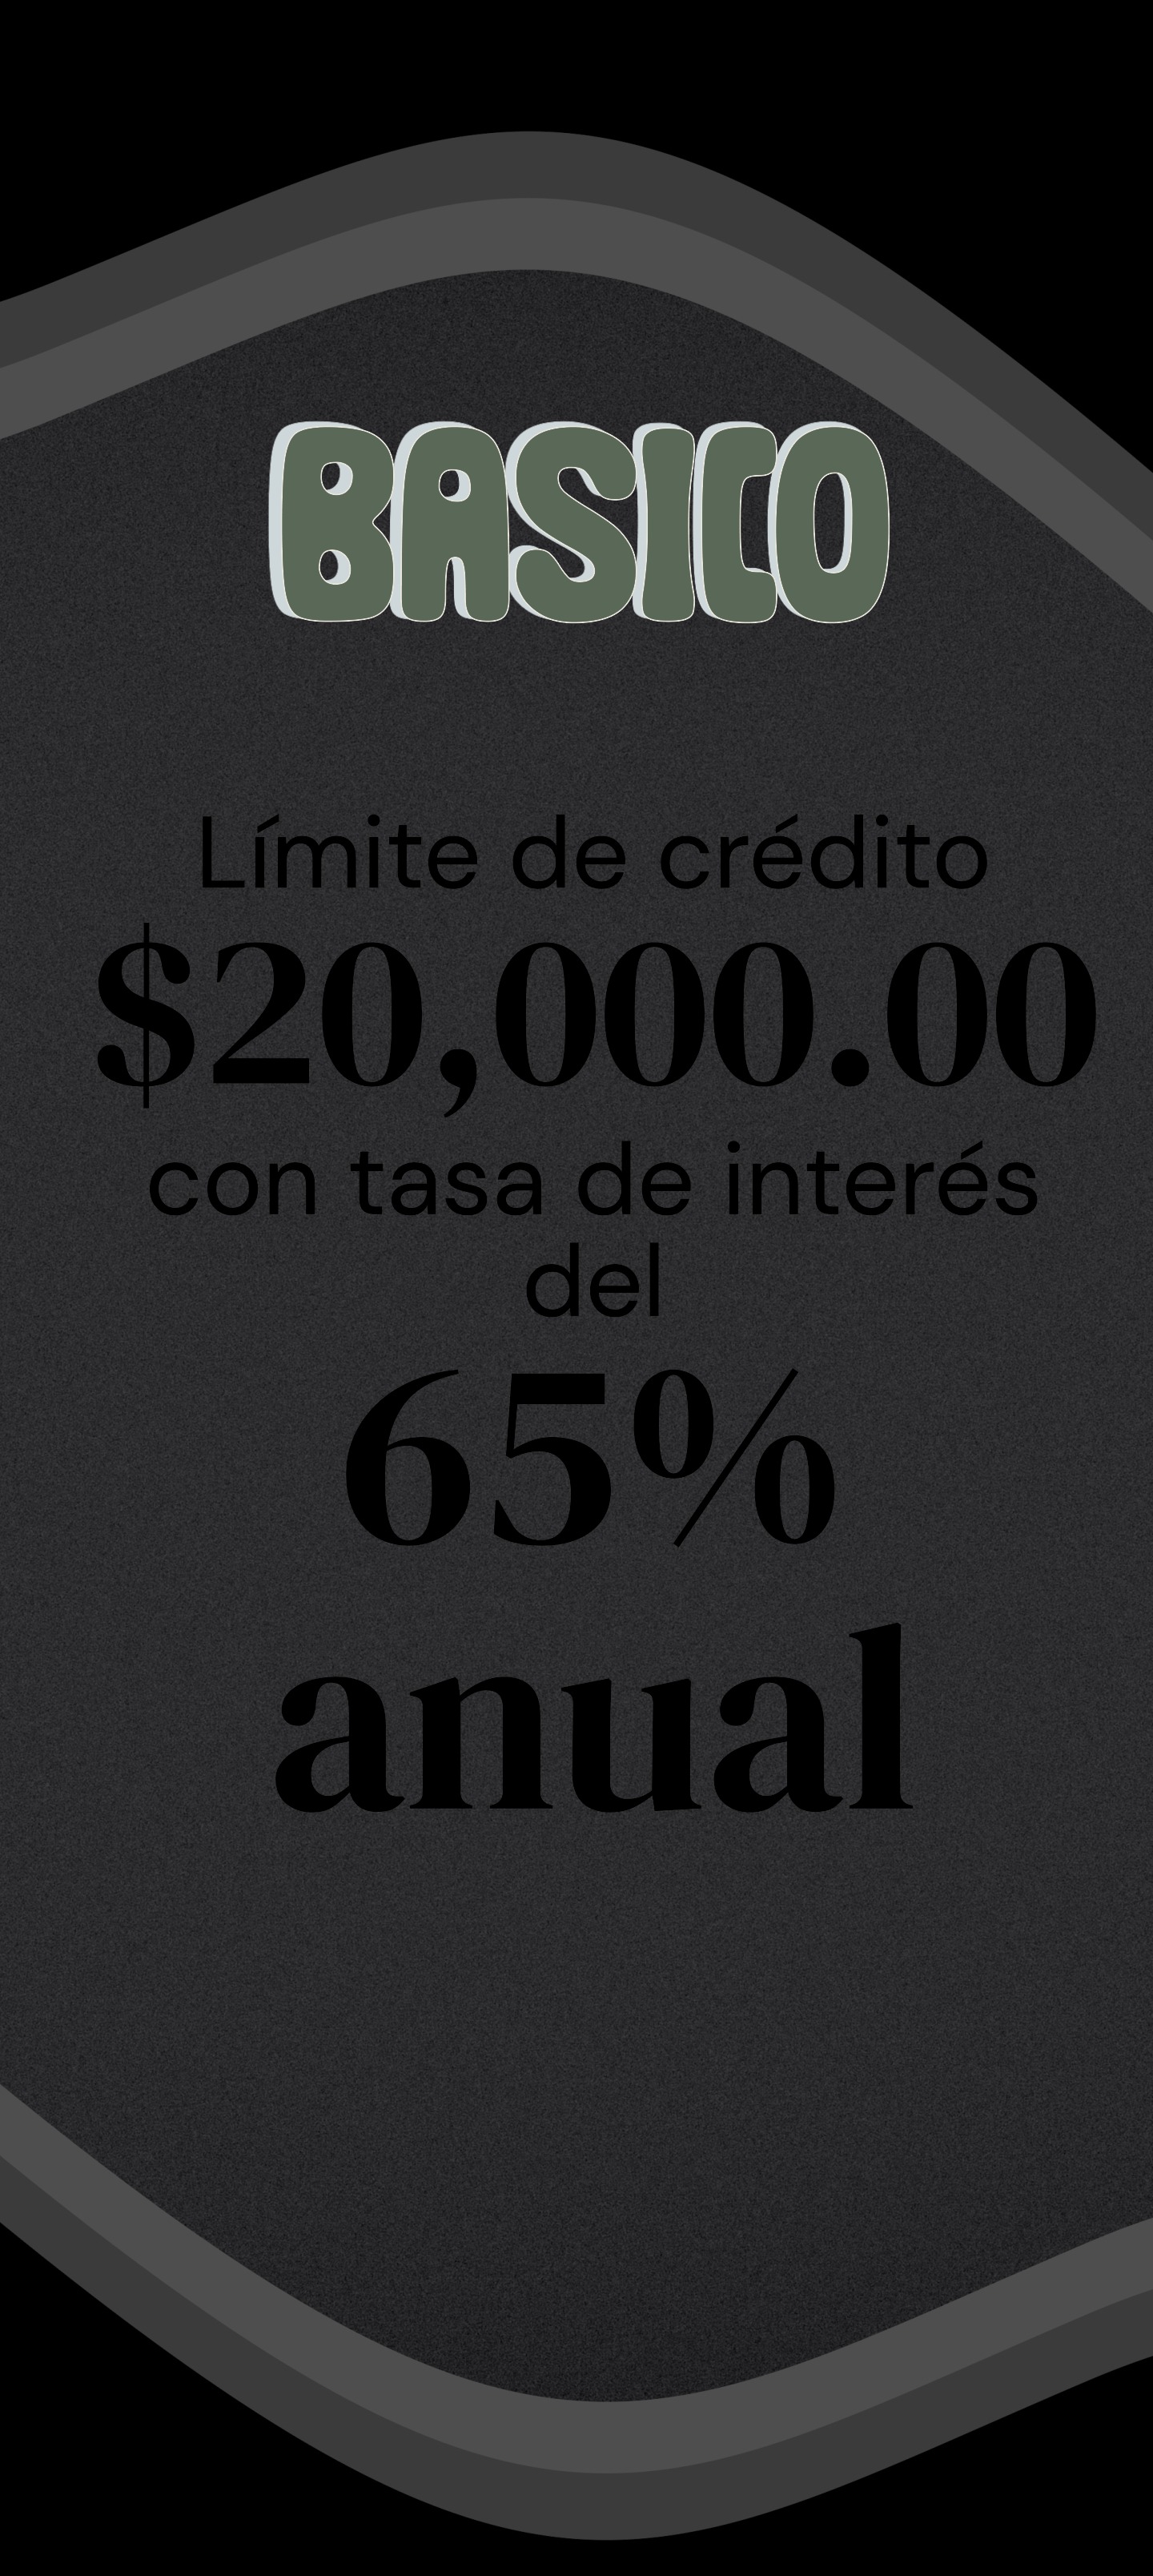 BASICO
Límite de crédito
$20,000.00
con tasa de interés
del
65%
anual